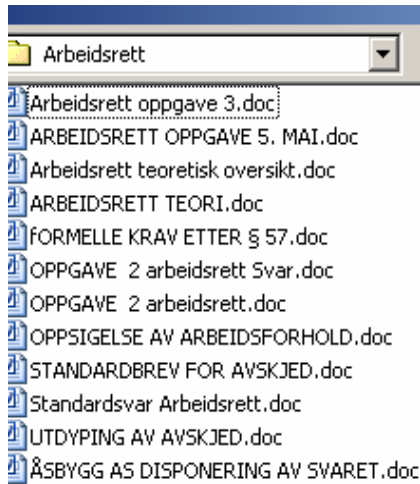 Arbeidsrett
Arbeidsrett oppgave 3.doc
ARBEIDSRETT OPPGAVE 5. MAI.doc
Arbeidsrett teoretisk oversikt.doc
ARBEIDSRETT TEORI.doc
fORMELLE KRAV ETTER § 57.doc
OPPGAVE  2 arbeidsrett Svar.doc
OPPGAVE  2 arbeidsrett.doc
OPPSIGELSE AV ARBEIDSFORHOLD.doc
STANDARDBREV FOR AVSKJED.doc
Standardsvar Arbeidsrett.doc
UTDYPING AV AVSKJED.doc
ÅSBYGG AS DISPONERING AV SVARET.doc